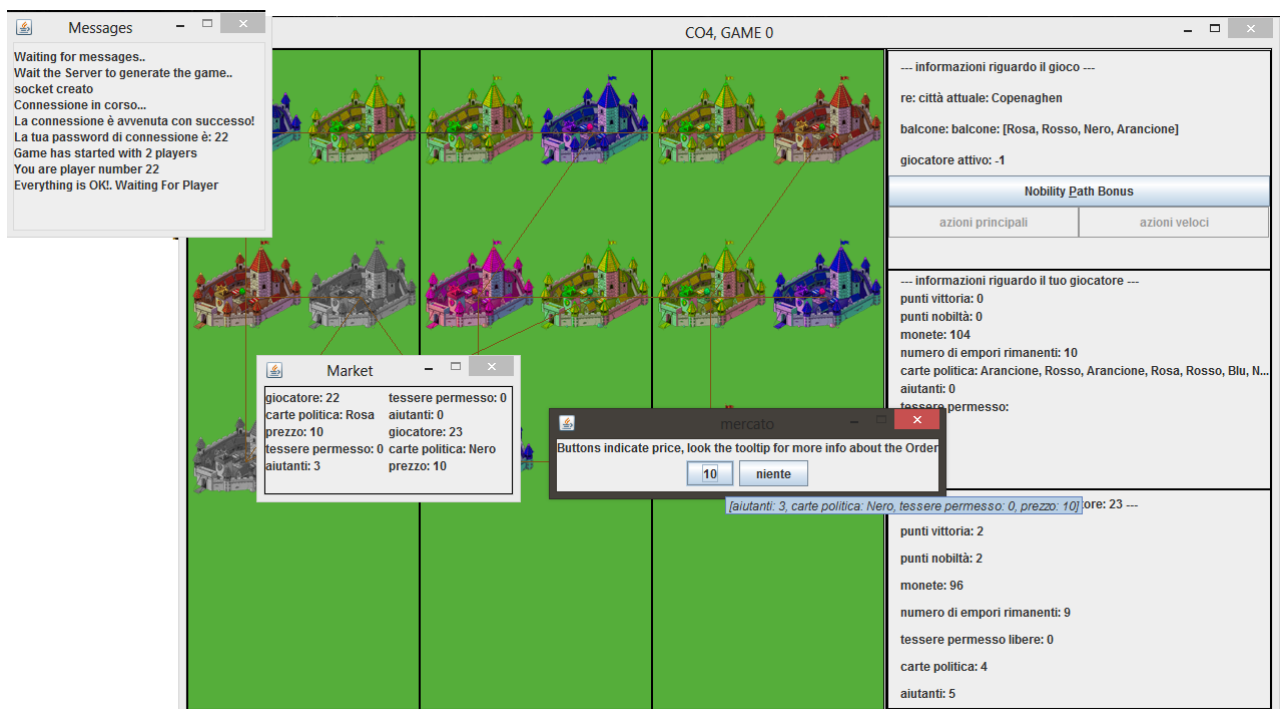 Messages
Waiting for messages..
Wait the Server to generate the game..
socket creato
Connessione in corso...
La connessione è avvenuta con successo!
La tua password di connessione è: 22
Game has started with 2 players
You are player number 22
Everything is OK!. Waiting For Player
CO4, GAME 0
--- informazioni riguardo il gioco ---
re: città attuale: Copenaghen
balcone: balcone: [Rosa, Rosso, Nero, Arancione]
giocatore attivo: -1
Nobility Path Bonus
azioni principali azioni veloci
--- informazioni riguardo il tuo giocatore ---
punti vittoria: 0
punti nobiltà: 0
monete: 104
numero di empori rimanenti: 10
carte politica: Arancione, Rosso, Arancione, Rosa, Rosso, Blu, N...
aiutanti: 0
tessere permesso:
Market
giocatore: 22 tessere permesso: 0
carte politica: Rosa aiutanti: 0
prezzo: 10 giocatore: 23
tessere permesso: 0 carte politica: Nero
aiutanti: 3 prezzo: 10
mercato
Buttons indicate price, look the tooltip for more info about the Order
10 niente
[aiutanti: 3, carte politica: Nero, tessere permesso: 0, prezzo: 10]
ore: 23 ---
punti vittoria: 2
punti nobiltà: 2
monete: 96
numero di empori rimanenti: 9
tessere permesso libere: 0
carte politica: 4
aiutanti: 5